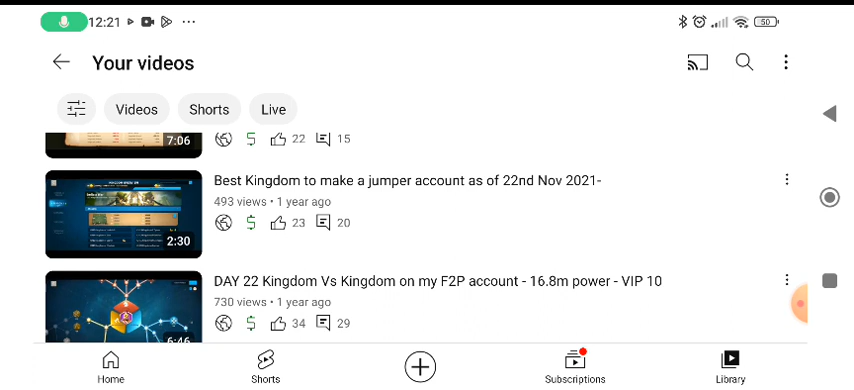 12:21
50
Your videos
Videos
Shorts
Live
7:06
22
15
Best Kingdom to make a jumper account as of 22nd Nov 2021-
493 views • 1 year ago
23
20
2:30
DAY 22 Kingdom Vs Kingdom on my F2P account - 16.8m power - VIP 10
730 views • 1 year ago
34
29
6:46
Home
Shorts
Subscriptions
Library